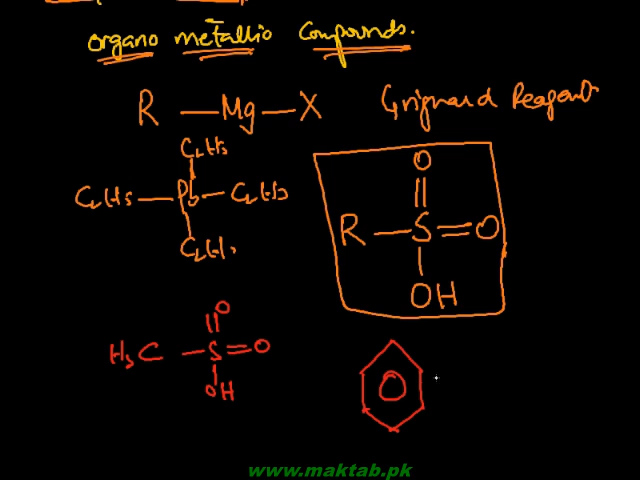 organo metallic Compounds.
R — Mg — X Grignard Reagent
C₂H₅
C₂H₅ — Pb — C₂H₅
C₂H₅
O
||
R — S = O
|
OH
O
||
H₃C — S = O
|
OH
www.maktab.pk